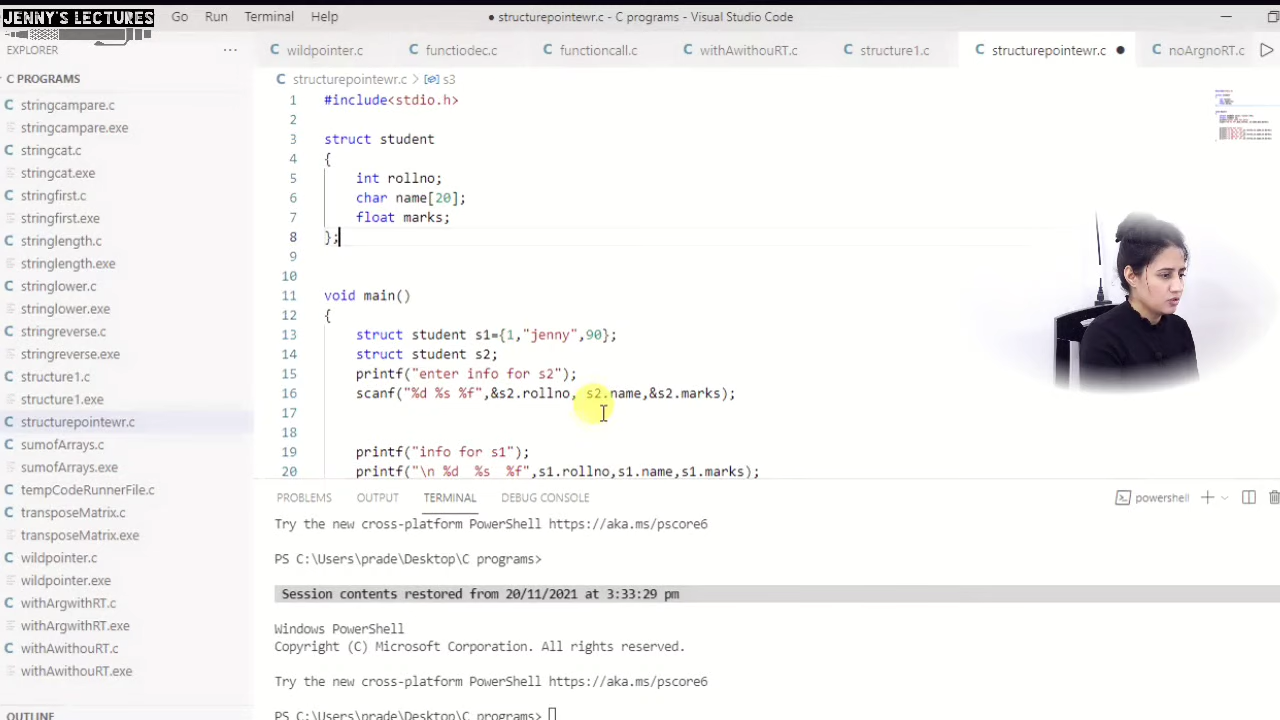 JENNY'S LECTURES
Go Run Terminal Help
● structurepointewr.c - C programs - Visual Studio Code
EXPLORER
C PROGRAMS
stringcampare.c
stringcampare.exe
stringcat.c
stringcat.exe
stringfirst.c
stringfirst.exe
stringlength.c
stringlength.exe
stringlower.c
stringlower.exe
stringreverse.c
stringreverse.exe
structure1.c
structure1.exe
structurepointewr.c
sumofArrays.c
sumofArrays.exe
tempCodeRunnerFile.c
transposeMatrix.c
transposeMatrix.exe
wildpointer.c
wildpointer.exe
withArgwithRT.c
withArgwithRT.exe
withAwithouRT.c
withAwithouRT.exe
OUTLINE
wildpointer.c functiodec.c functioncall.c withAwithouRT.c structure1.c structurepointewr.c ● noArgnoRT.c
structurepointewr.c > s3
1 #include<stdio.h>
2
3 struct student
4 {
5 int rollno;
6 char name[20];
7 float marks;
8 };
9
10
11 void main()
12 {
13 struct student s1={1,"jenny",90};
14 struct student s2;
15 printf("enter info for s2");
16 scanf("%d %s %f",&s2.rollno, s2.name,&s2.marks);
17
18
19 printf("info for s1");
20 printf("\n %d  %s  %f",s1.rollno,s1.name,s1.marks);
PROBLEMS OUTPUT TERMINAL DEBUG CONSOLE
powershell
Try the new cross-platform PowerShell https://aka.ms/pscore6
PS C:\Users\prade\Desktop\C programs>
Session contents restored from 20/11/2021 at 3:33:29 pm
Windows PowerShell
Copyright (C) Microsoft Corporation. All rights reserved.
Try the new cross-platform PowerShell https://aka.ms/pscore6
PS C:\Users\prade\Desktop\C programs>